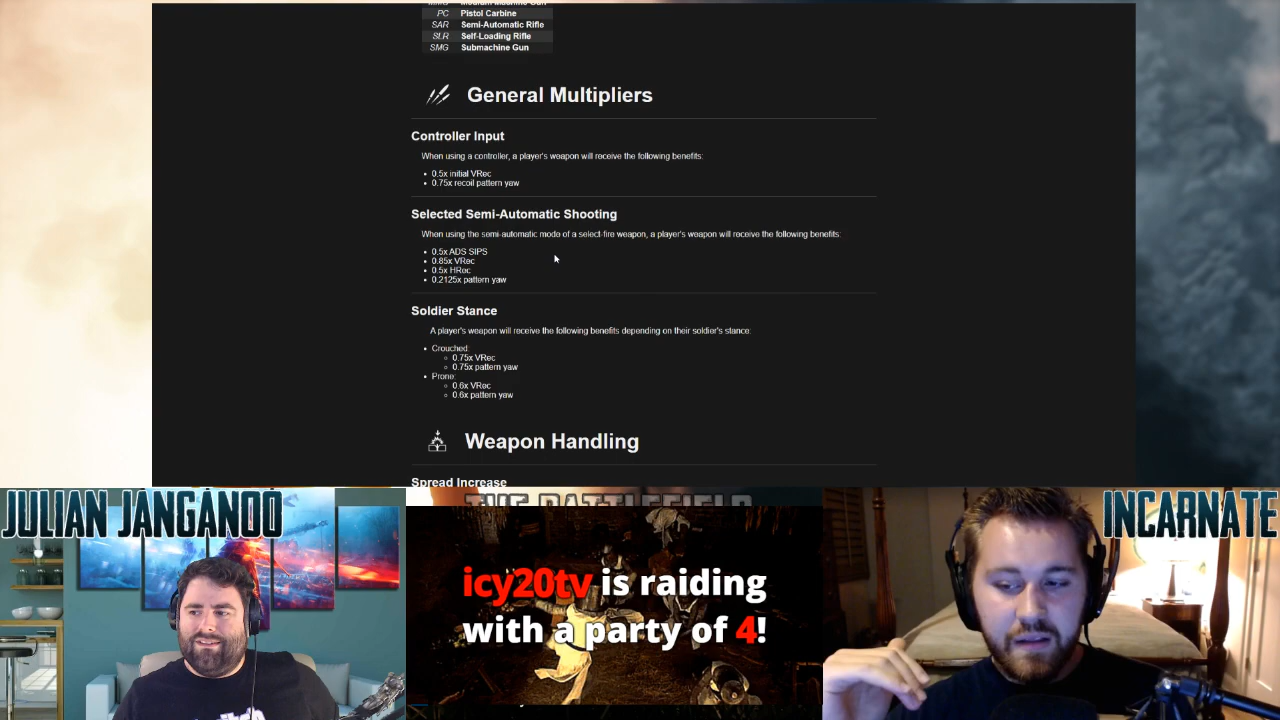 PC Pistol Carbine
SAR Semi-Automatic Rifle
SLR Self-Loading Rifle
SMG Submachine Gun
General Multipliers
Controller Input
When using a controller, a player's weapon will receive the following benefits:
• 0.5x initial VRec
• 0.75x recoil pattern yaw
Selected Semi-Automatic Shooting
When using the semi-automatic mode of a select-fire weapon, a player's weapon will receive the following benefits:
• 0.5x ADS SIPS
• 0.85x VRec
• 0.5x HRec
• 0.2125x pattern yaw
Soldier Stance
A player's weapon will receive the following benefits depending on their soldier's stance:
• Crouched:
○ 0.75x VRec
○ 0.75x pattern yaw
• Prone:
○ 0.6x VRec
○ 0.6x pattern yaw
Weapon Handling
Spread Increase
THE BATTLEFIELD
JULIAN JANGANOO
INCARNATE
icy20tv is raiding
with a party of 4!